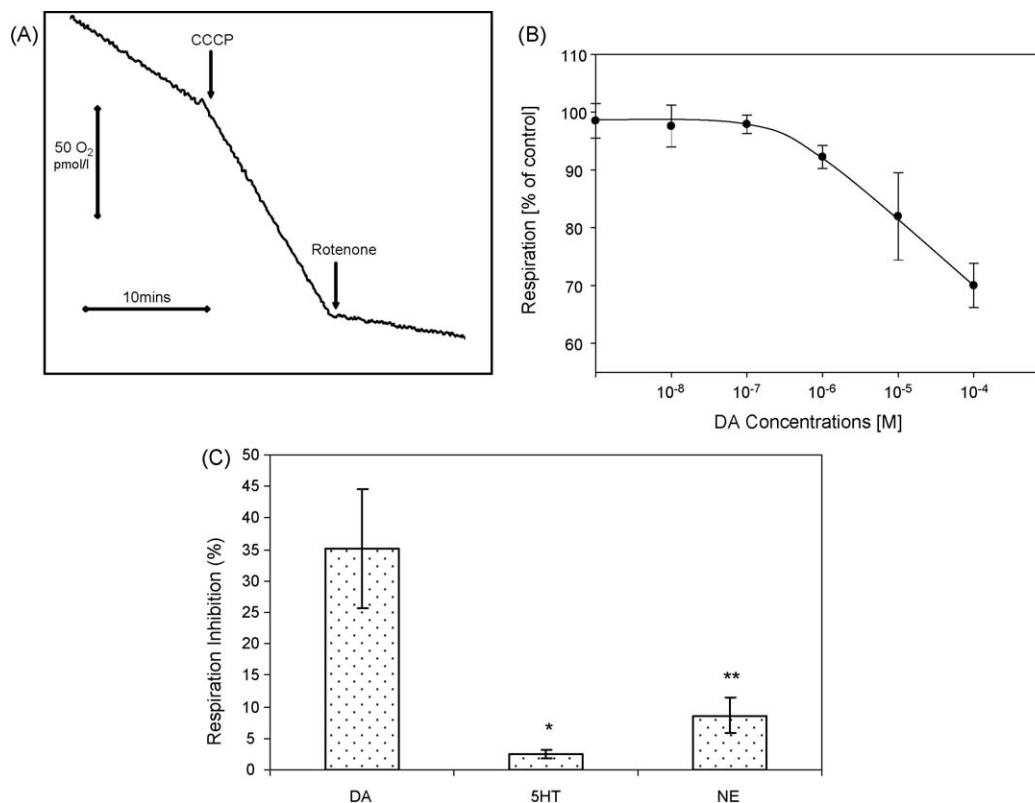 (A)
CCCP
50 O₂
pmol/l
Rotenone
10mins
(B)
Respiration [% of control]
110
100
90
80
70
60
10⁻⁸ 10⁻⁷ 10⁻⁶ 10⁻⁵ 10⁻⁴
DA Concentrations [M]
(C)
Respiration Inhibition (%)
50
45
40
35
30
25
20
15
10
5
0
* **
DA 5HT NE